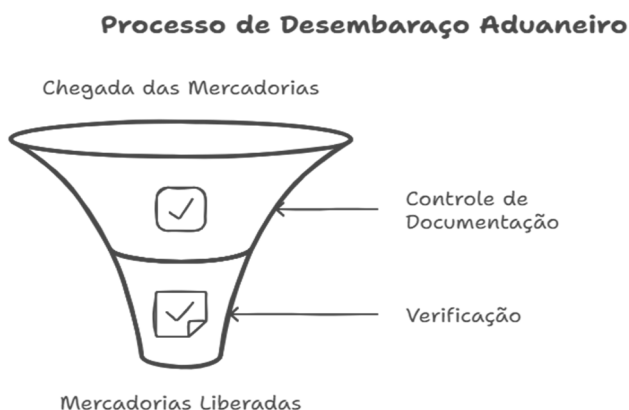 Processo de Desembaraço Aduaneiro
Chegada das Mercadorias
Controle de
Documentação
Verificação
Mercadorias Liberadas